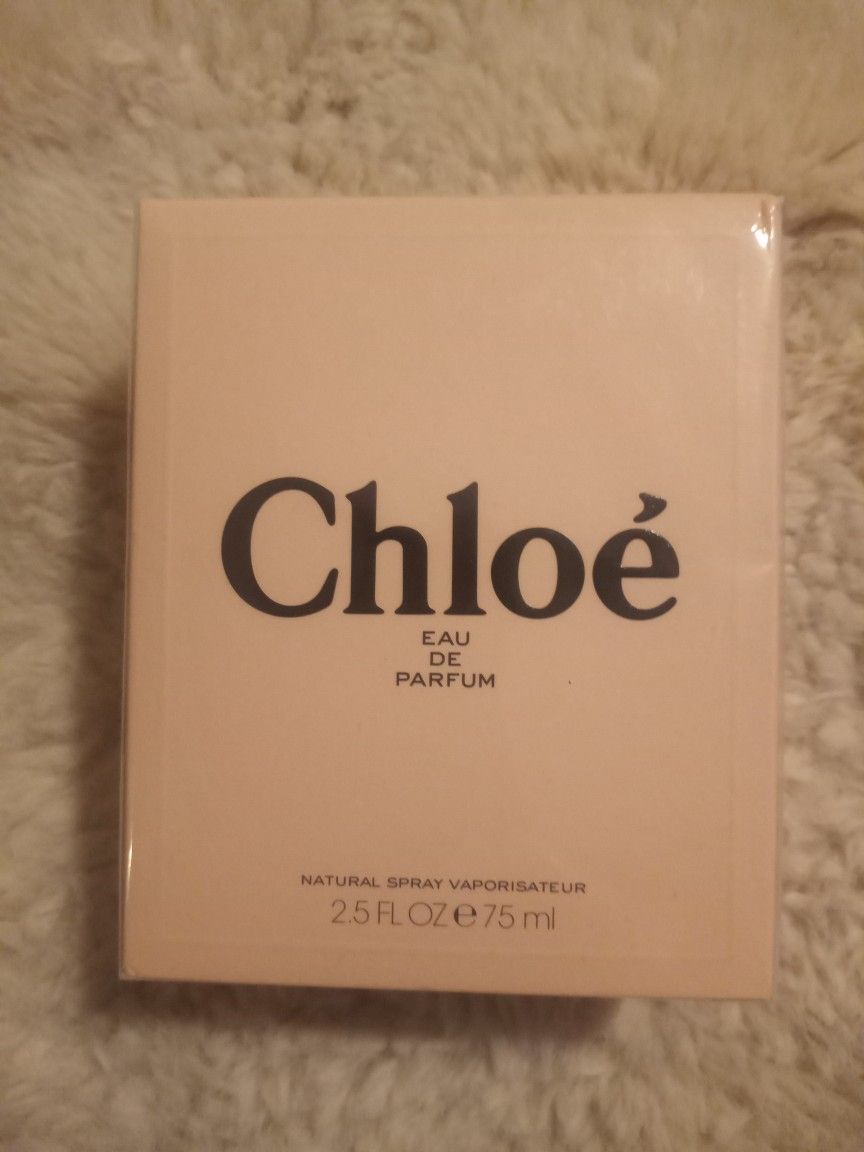 Chloé
EAU
DE
PARFUM
NATURAL SPRAY VAPORISATEUR
2.5 FL OZ ℮ 75 ml